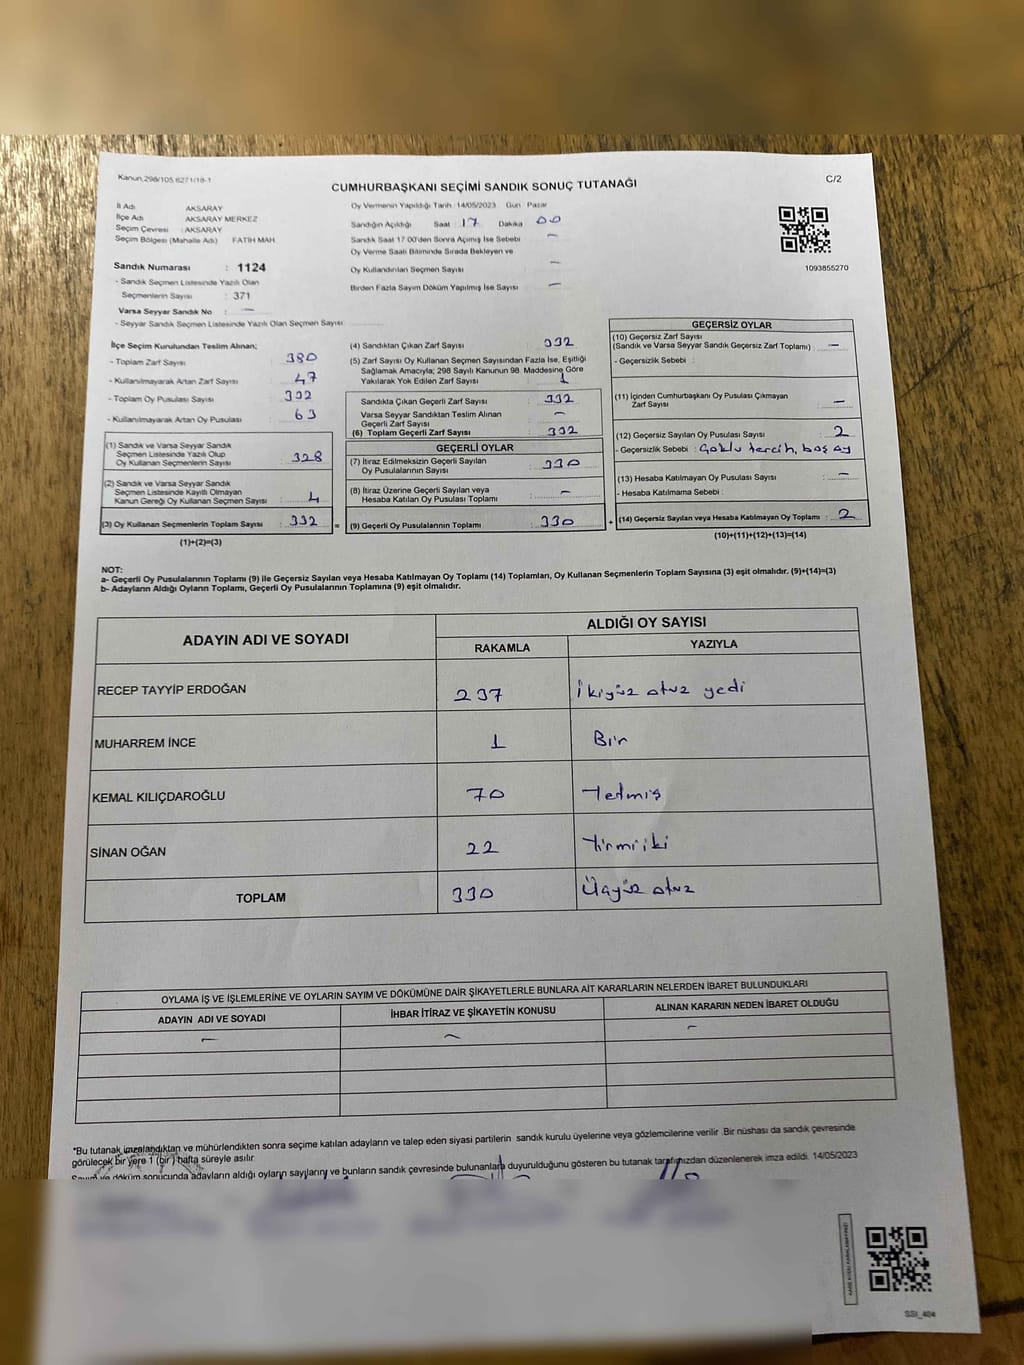 Kanun, 298/105 6271/18-1
C/2
CUMHURBAŞKANI SEÇİMİ SANDIK SONUÇ TUTANAĞI
İl Adı AKSARAY
İlçe Adı AKSARAY MERKEZ
Seçim Çevresi : AKSARAY
Seçim Bölgesi (Mahalle Adı) FATİH MAH.
Sandık Numarası : 1124
- Sandık Seçmen Listesinde Yazılı Olan
Seçmenlerin Sayısı : 371
Varsa Seyyar Sandık No : —
- Seyyar Sandık Seçmen Listesinde Yazılı Olan Seçmen Sayısı
Oy Vermenin Yapıldığı Tarih : 14/05/2023 Gün Pazar
Sandığın Açıldığı Saat : 17 Dakika 00
Sandık Saat 17.00'den Sonra Açımış İse Sebebi —
Oy Verme Saati Bitiminde Sırada Bekleyen ve
Oy Kullandırılan Seçmen Sayısı —
Birden Fazla Sayım Döküm Yapılmış İse Sayısı —
1093855270
İlçe Seçim Kurulundan Teslim Alınan;
- Toplam Zarf Sayısı : 380
- Kullanılmayarak Artan Zarf Sayısı : 47
- Toplam Oy Pusulası Sayısı : 392
- Kullanılmayarak Artan Oy Pusulası : 63
(1) Sandık ve Varsa Seyyar Sandık
Seçmen Listesinde Yazılı Olup
Oy Kullanan Seçmenlerin Sayısı : 328
(2) Sandık ve Varsa Seyyar Sandık
Seçmen Listesinde Kayıtlı Olmayan
Kanun Gereği Oy Kullanan Seçmen Sayısı : 4
(3) Oy Kullanan Seçmenlerin Toplam Sayısı : 332 =
(1)+(2)=(3)
(4) Sandıktan Çıkan Zarf Sayısı : 332
(5) Zarf Sayısı Oy Kullanan Seçmen Sayısından Fazla İse, Eşitliği
Sağlamak Amacıyla; 298 Sayılı Kanunun 98. Maddesine Göre
Yakılarak Yok Edilen Zarf Sayısı
Sandıkta Çıkan Geçerli Zarf Sayısı : 332
Varsa Seyyar Sandıktan Teslim Alınan
Geçerli Zarf Sayısı : —
(6) Toplam Geçerli Zarf Sayısı : 332
GEÇERLİ OYLAR
(7) İtiraz Edilmeksizin Geçerli Sayılan
Oy Pusulalarının Sayısı : 330
(8) İtiraz Üzerine Geçerli Sayılan veya
Hesaba Katılan Oy Pusulası Toplamı : —
(9) Geçerli Oy Pusulalarının Toplamı : 330 +
GEÇERSİZ OYLAR
(10) Geçersiz Zarf Sayısı
(Sandık ve Varsa Seyyar Sandık Geçersiz Zarf Toplamı) : —
- Geçersizlik Sebebi :
(11) İçinden Cumhurbaşkanı Oy Pusulası Çıkmayan
Zarf Sayısı —
(12) Geçersiz Sayılan Oy Pusulası Sayısı : 2
- Geçersizlik Sebebi : Çoklu tercih, boş oy
(13) Hesaba Katılmayan Oy Pusulası Sayısı : —
- Hesaba Katılmama Sebebi :
(14) Geçersiz Sayılan veya Hesaba Katılmayan Oy Toplamı : 2
(10)+(11)+(12)+(13)=(14)
NOT:
a- Geçerli Oy Pusulalarının Toplamı (9) ile Geçersiz Sayılan veya Hesaba Katılmayan Oy Toplamı (14) Toplamları, Oy Kullanan Seçmenlerin Toplam Sayısına (3) eşit olmalıdır. (9)+(14)=(3)
b- Adayların Aldığı Oyların Toplamı, Geçerli Oy Pusulalarının Toplamına (9) eşit olmalıdır.
ADAYIN ADI VE SOYADI ALDIĞI OY SAYISI
RAKAMLA YAZIYLA
RECEP TAYYİP ERDOĞAN 237 İkiyüz otuz yedi
MUHARREM İNCE 1 Bir
KEMAL KILIÇDAROĞLU 70 Yetmiş
SİNAN OĞAN 22 Yirmi iki
TOPLAM 330 Üçyüz otuz
OYLAMA İŞ VE İŞLEMLERİNE VE OYLARIN SAYIM VE DÖKÜMÜNE DAİR ŞİKAYETLERLE BUNLARA AİT KARARLARIN NELERDEN İBARET BULUNDUKLARI
ADAYIN ADI VE SOYADI İHBAR İTİRAZ VE ŞİKAYETİN KONUSU ALINAN KARARIN NEDEN İBARET OLDUĞU
— — —
*Bu tutanak imzalandıktan ve mühürlendikten sonra seçime katılan adayların ve talep eden siyasi partilerin sandık kurulu üyelerine veya gözlemcilerine verilir .Bir nüshası da sandık çevresinde
görülecek bir yere 1 (bir) hafta süreyle asılır.
Sayım ve döküm sonucunda adayların aldığı oyların sayılarını ve bunların sandık çevresinde bulunanlara duyurulduğunu gösteren bu tutanak tarafımızdan düzenlenerek imza edildi. 14/05/2023
SSI_404